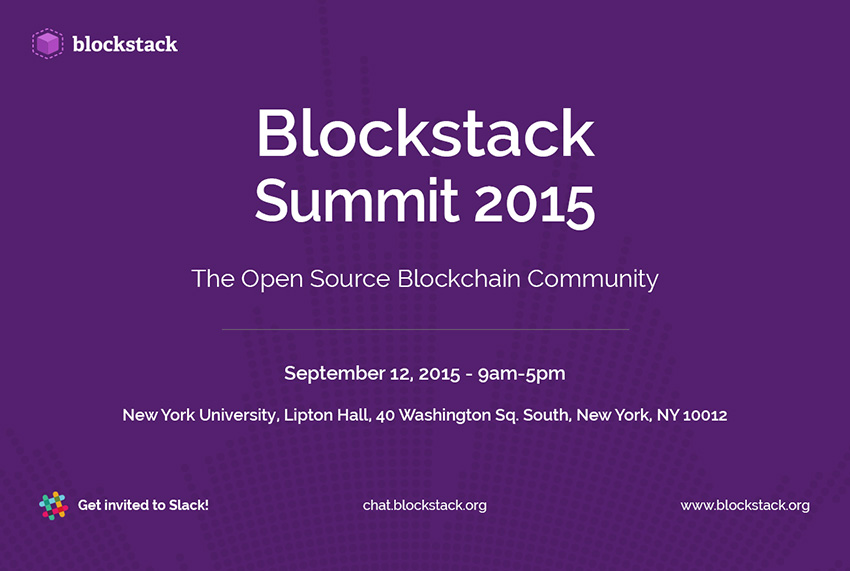 blockstack
Blockstack
Summit 2015
The Open Source Blockchain Community
September 12, 2015 - 9am-5pm
New York University, Lipton Hall, 40 Washington Sq. South, New York, NY 10012
Get invited to Slack!
chat.blockstack.org
www.blockstack.org